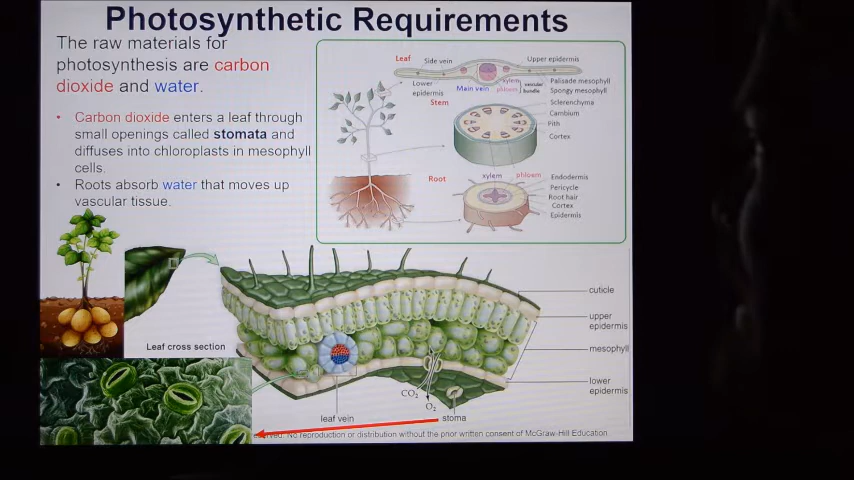 Photosynthetic Requirements
The raw materials for
photosynthesis are carbon
dioxide and water.
• Carbon dioxide enters a leaf through
small openings called stomata and
diffuses into chloroplasts in mesophyll
cells.
• Roots absorb water that moves up
vascular tissue.
Leaf
Side vein
Upper epidermis
Lower
epidermis
Main vein
xylem
phloem
vascular
bundle
Palisade mesophyll
Spongy mesophyll
Stem
Sclerenchyma
Cambium
Pith
Cortex
Root
xylem
phloem
Endodermis
Pericycle
Root hair
Cortex
Epidermis
Leaf cross section
cuticle
upper
epidermis
mesophyll
lower
epidermis
CO2
O2
leaf vein
stoma
No reproduction or distribution without the prior written consent of McGraw-Hill Education